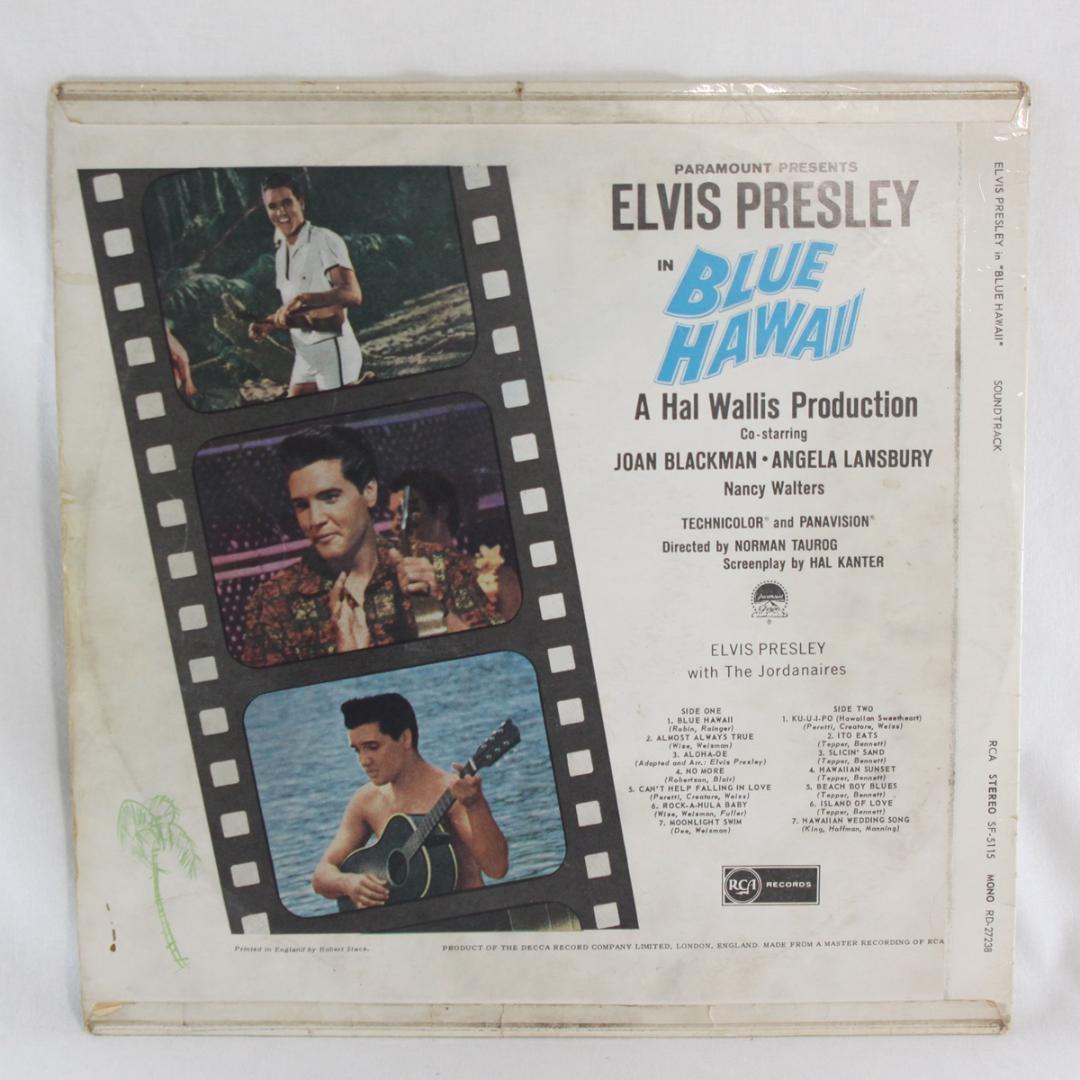 PARAMOUNT PRESENTS
ELVIS PRESLEY
IN BLUE
HAWAII
A Hal Wallis Production
Co-starring
JOAN BLACKMAN • ANGELA LANSBURY
Nancy Walters
TECHNICOLOR® and PANAVISION®
Directed by NORMAN TAUROG
Screenplay by HAL KANTER
Paramount
®
ELVIS PRESLEY
with The Jordanaires
SIDE ONE
1. BLUE HAWAII
(Robin, Rainger)
2. ALMOST ALWAYS TRUE
(Wise, Weisman)
3. ALOHA-OE
(Adapted and Arr.: Elvis Presley)
4. NO MORE
(Robertson, Blair)
5. CAN'T HELP FALLING IN LOVE
(Peretti, Creatore, Weiss)
6. ROCK-A-HULA BABY
(Wise, Weisman, Fuller)
7. MOONLIGHT SWIM
(Dee, Weisman)
SIDE TWO
1. KU-U-I-PO (Hawaiian Sweetheart)
(Peretti, Creatore, Weiss)
2. ITO EATS
(Tepper, Bennett)
3. SLICIN' SAND
(Tepper, Bennett)
4. HAWAIIAN SUNSET
(Tepper, Bennett)
5. BEACH BOY BLUES
(Tepper, Bennett)
6. ISLAND OF LOVE
(Tepper, Bennett)
7. HAWAIIAN WEDDING SONG
(King, Hoffman, Manning)
RCA RECORDS
Printed in England by Robert Stace.
PRODUCT OF THE DECCA RECORD COMPANY LIMITED, LONDON, ENGLAND. MADE FROM A MASTER RECORDING OF RCA
ELVIS PRESLEY in "BLUE HAWAII" SOUNDTRACK RCA STEREO SF-5115 MONO RD-27238